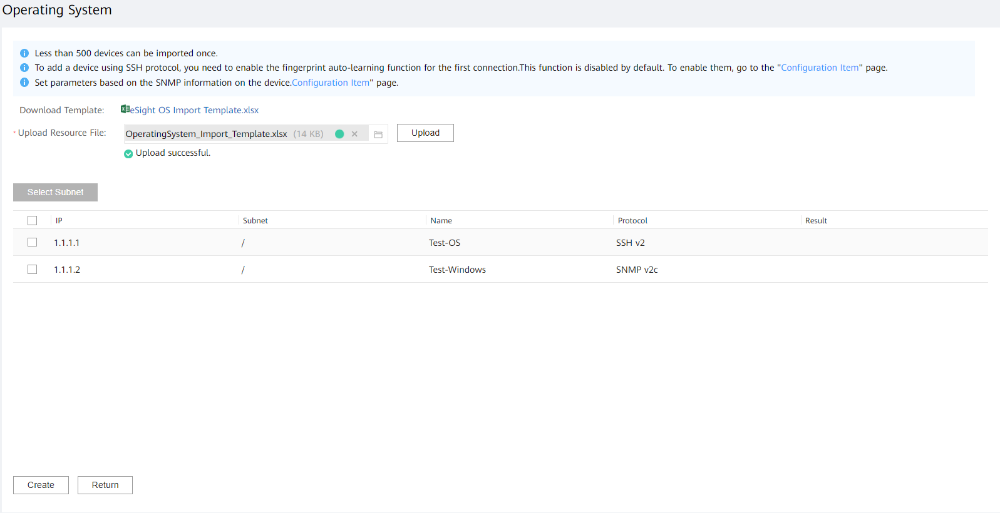 Operating System
Less than 500 devices can be imported once.
To add a device using SSH protocol, you need to enable the fingerprint auto-learning function for the first connection.This function is disabled by default. To enable them, go to the "Configuration Item" page.
Set parameters based on the SNMP information on the device.Configuration Item" page.
Download Template: eSight OS Import Template.xlsx
* Upload Resource File: OperatingSystem_Import_Template.xlsx (14 KB) Upload
Upload successful.
Select Subnet
IP Subnet Name Protocol Result
1.1.1.1 / Test-OS SSH v2
1.1.1.2 / Test-Windows SNMP v2c
Create Return